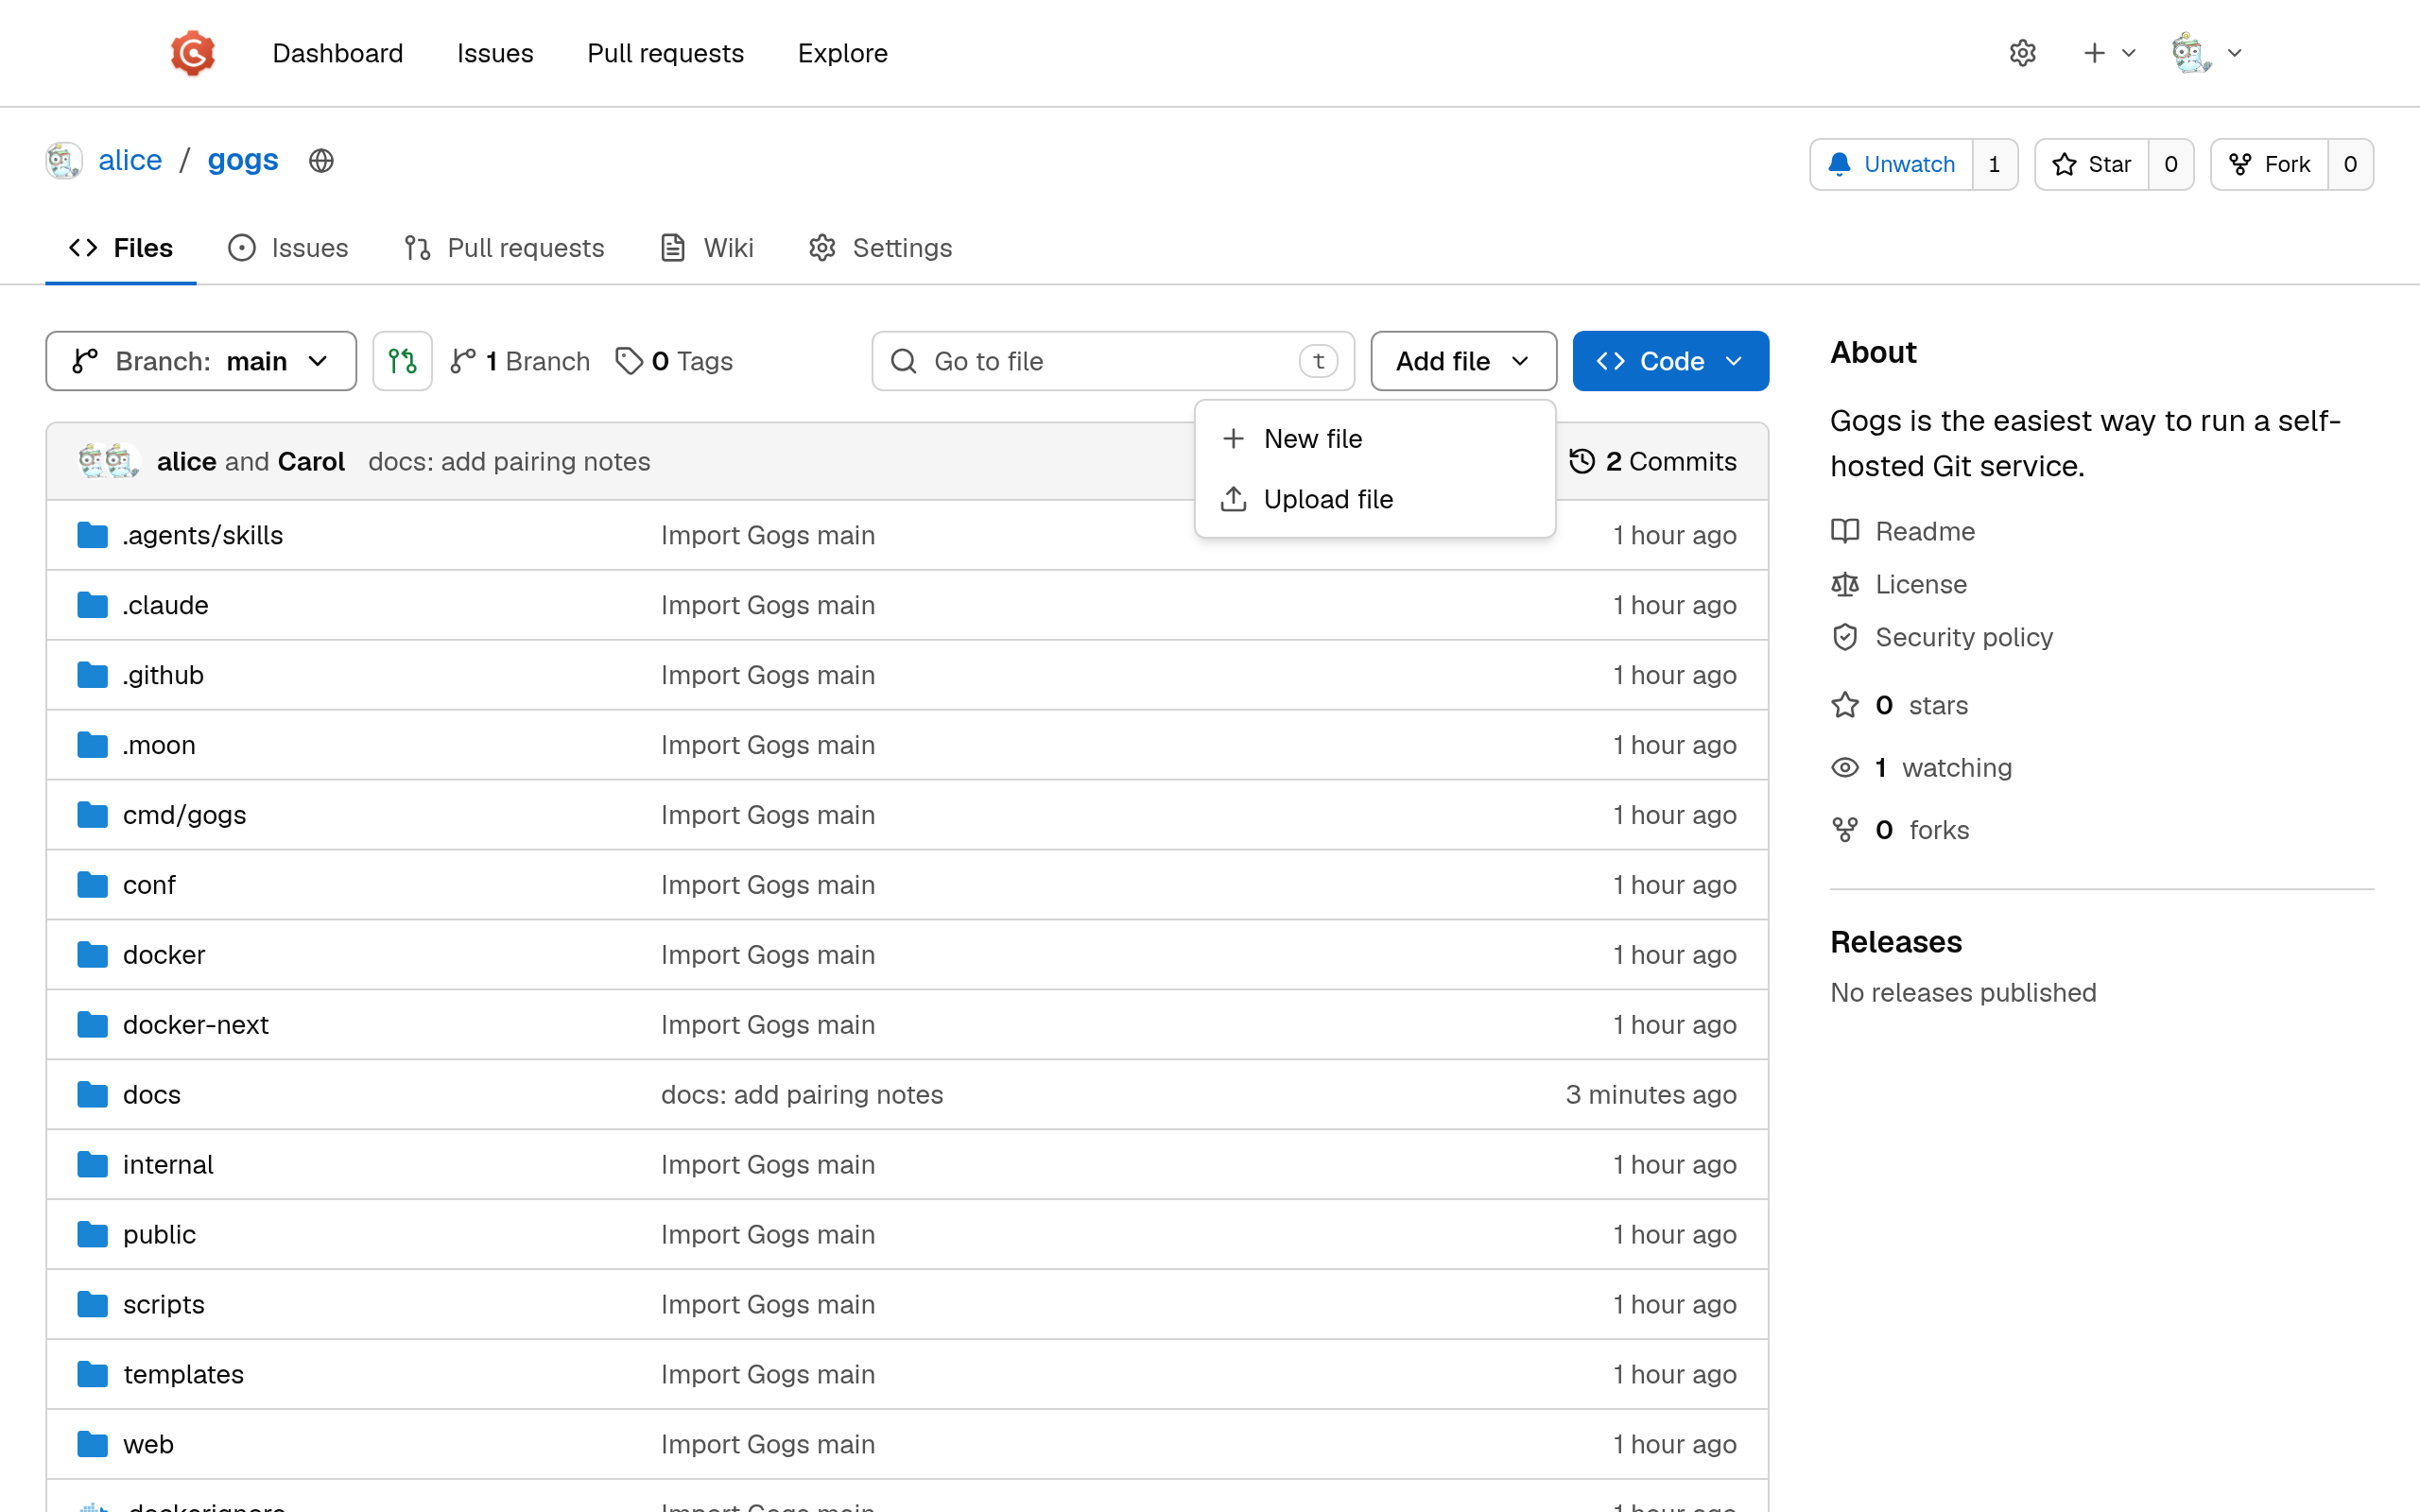 Dashboard Issues Pull requests Explore
alice / gogs
Unwatch 1 Star 0 Fork 0
Files Issues Pull requests Wiki Settings
Branch: main 1 Branch 0 Tags Go to file t Add file Code
New file
Upload file
alice and Carol docs: add pairing notes 2 Commits
.agents/skills Import Gogs main 1 hour ago
.claude Import Gogs main 1 hour ago
.github Import Gogs main 1 hour ago
.moon Import Gogs main 1 hour ago
cmd/gogs Import Gogs main 1 hour ago
conf Import Gogs main 1 hour ago
docker Import Gogs main 1 hour ago
docker-next Import Gogs main 1 hour ago
docs docs: add pairing notes 3 minutes ago
internal Import Gogs main 1 hour ago
public Import Gogs main 1 hour ago
scripts Import Gogs main 1 hour ago
templates Import Gogs main 1 hour ago
web Import Gogs main 1 hour ago
.dockerignore Import Gogs main 1 hour ago
About
Gogs is the easiest way to run a self-
hosted Git service.
Readme
License
Security policy
0 stars
1 watching
0 forks
Releases
No releases published